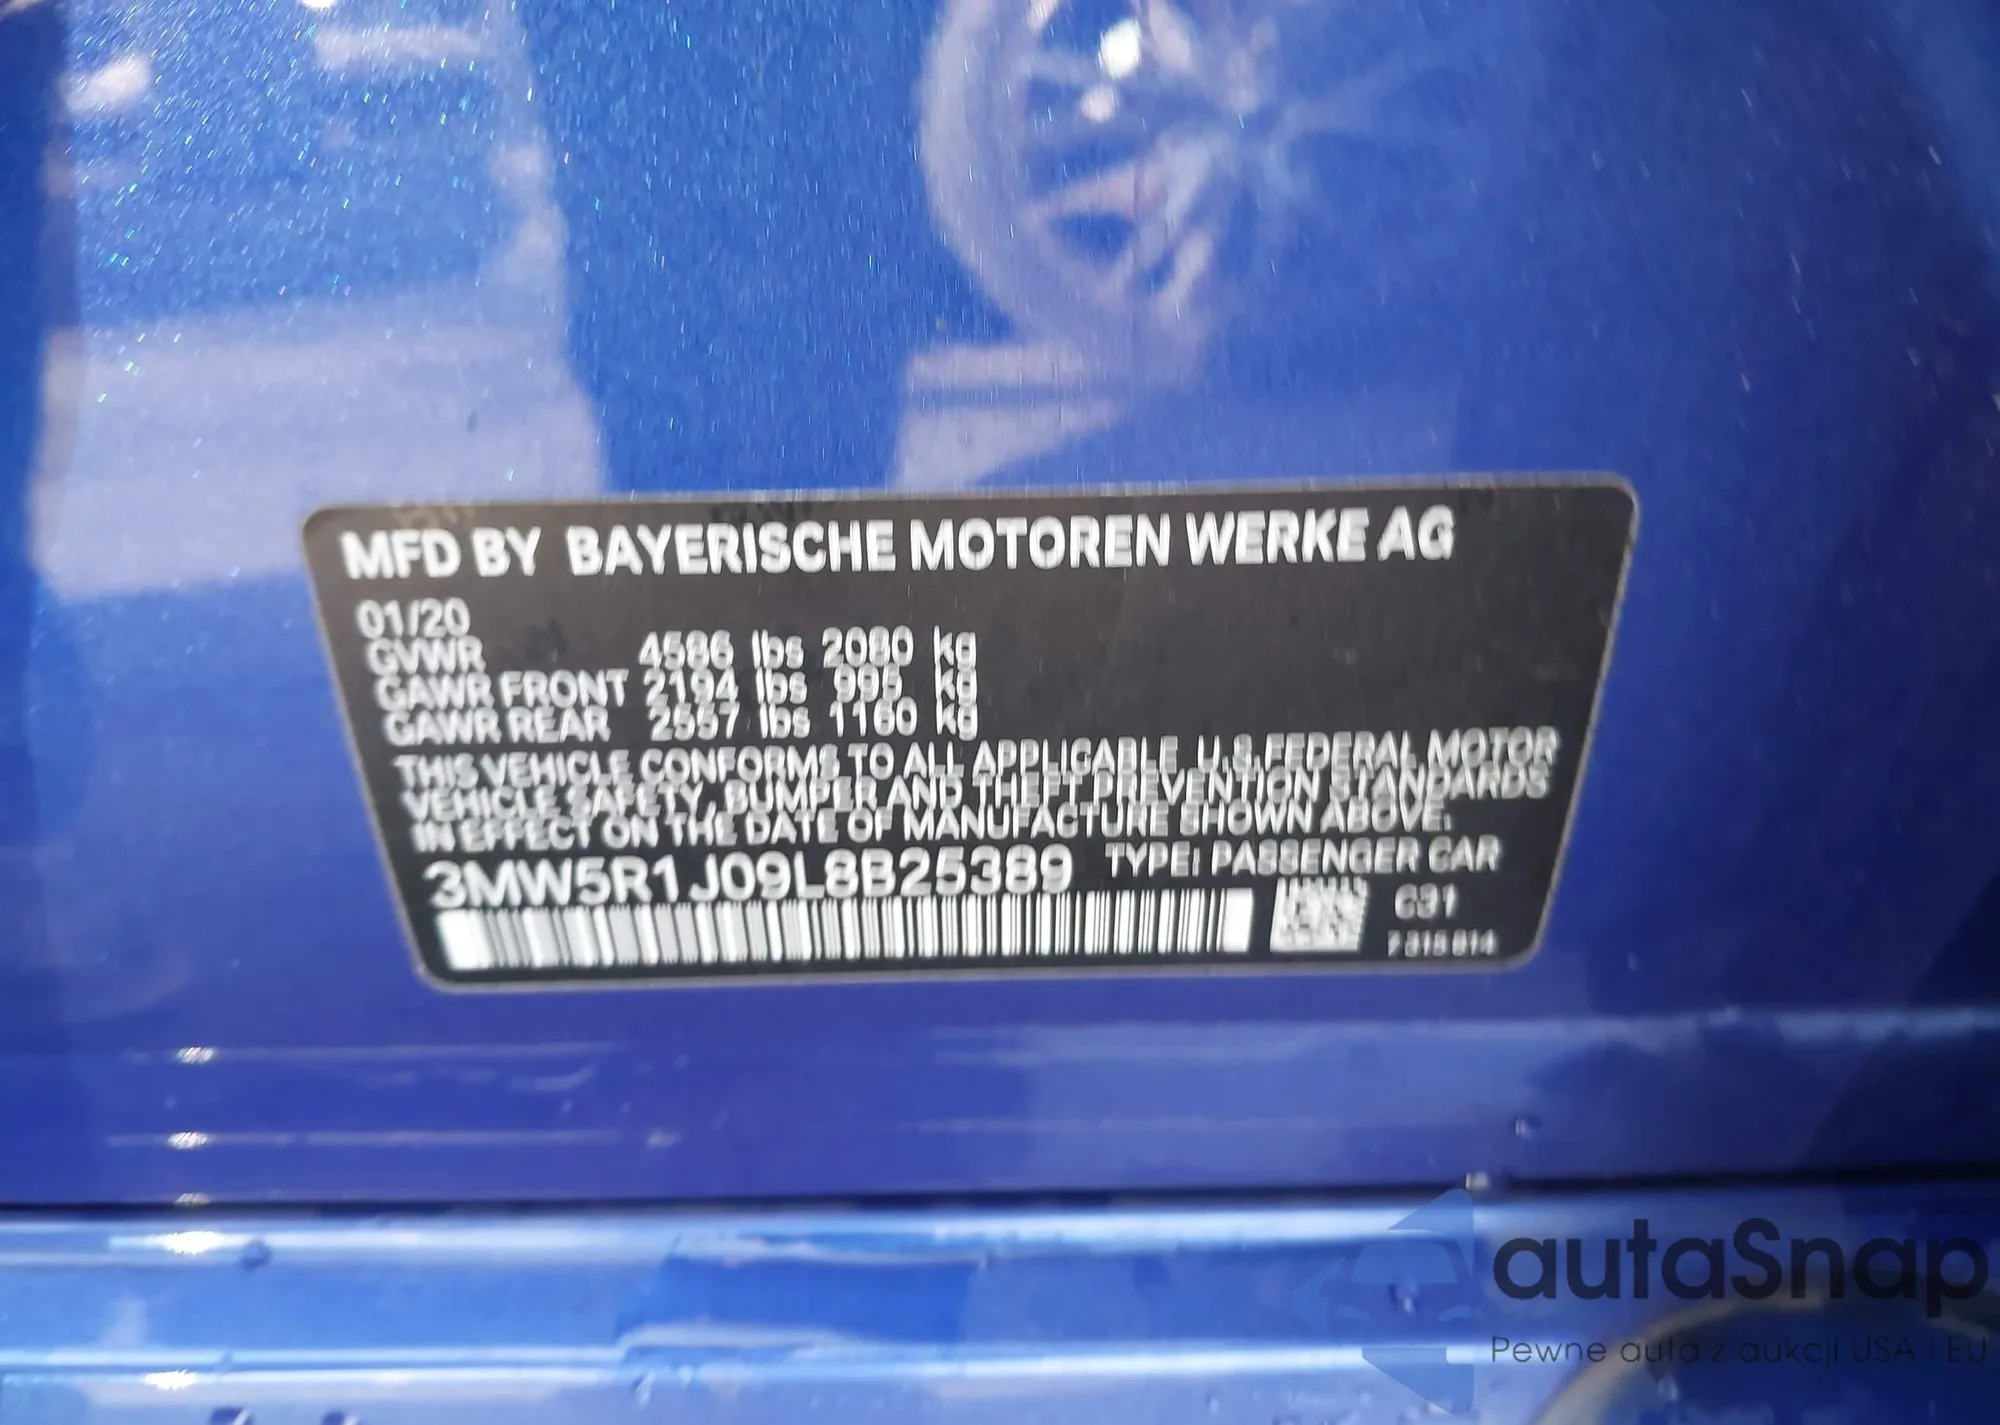 MFD BY BAYERISCHE MOTOREN WERKE AG
01/20
GVWR 4586 lbs 2080 kg
GAWR FRONT 2194 lbs 995 kg
GAWR REAR 2557 lbs 1160 kg
THIS VEHICLE CONFORMS TO ALL APPLICABLE U.S.FEDERAL MOTOR
VEHICLE SAFETY, BUMPER AND THEFT PREVENTION STANDARDS
IN EFFECT ON THE DATE OF MANUFACTURE SHOWN ABOVE.
3MW5R1J09L8B25389 TYPE: PASSENGER CAR
C31
autaSnap
Pewne auta z aukcji USA i EU